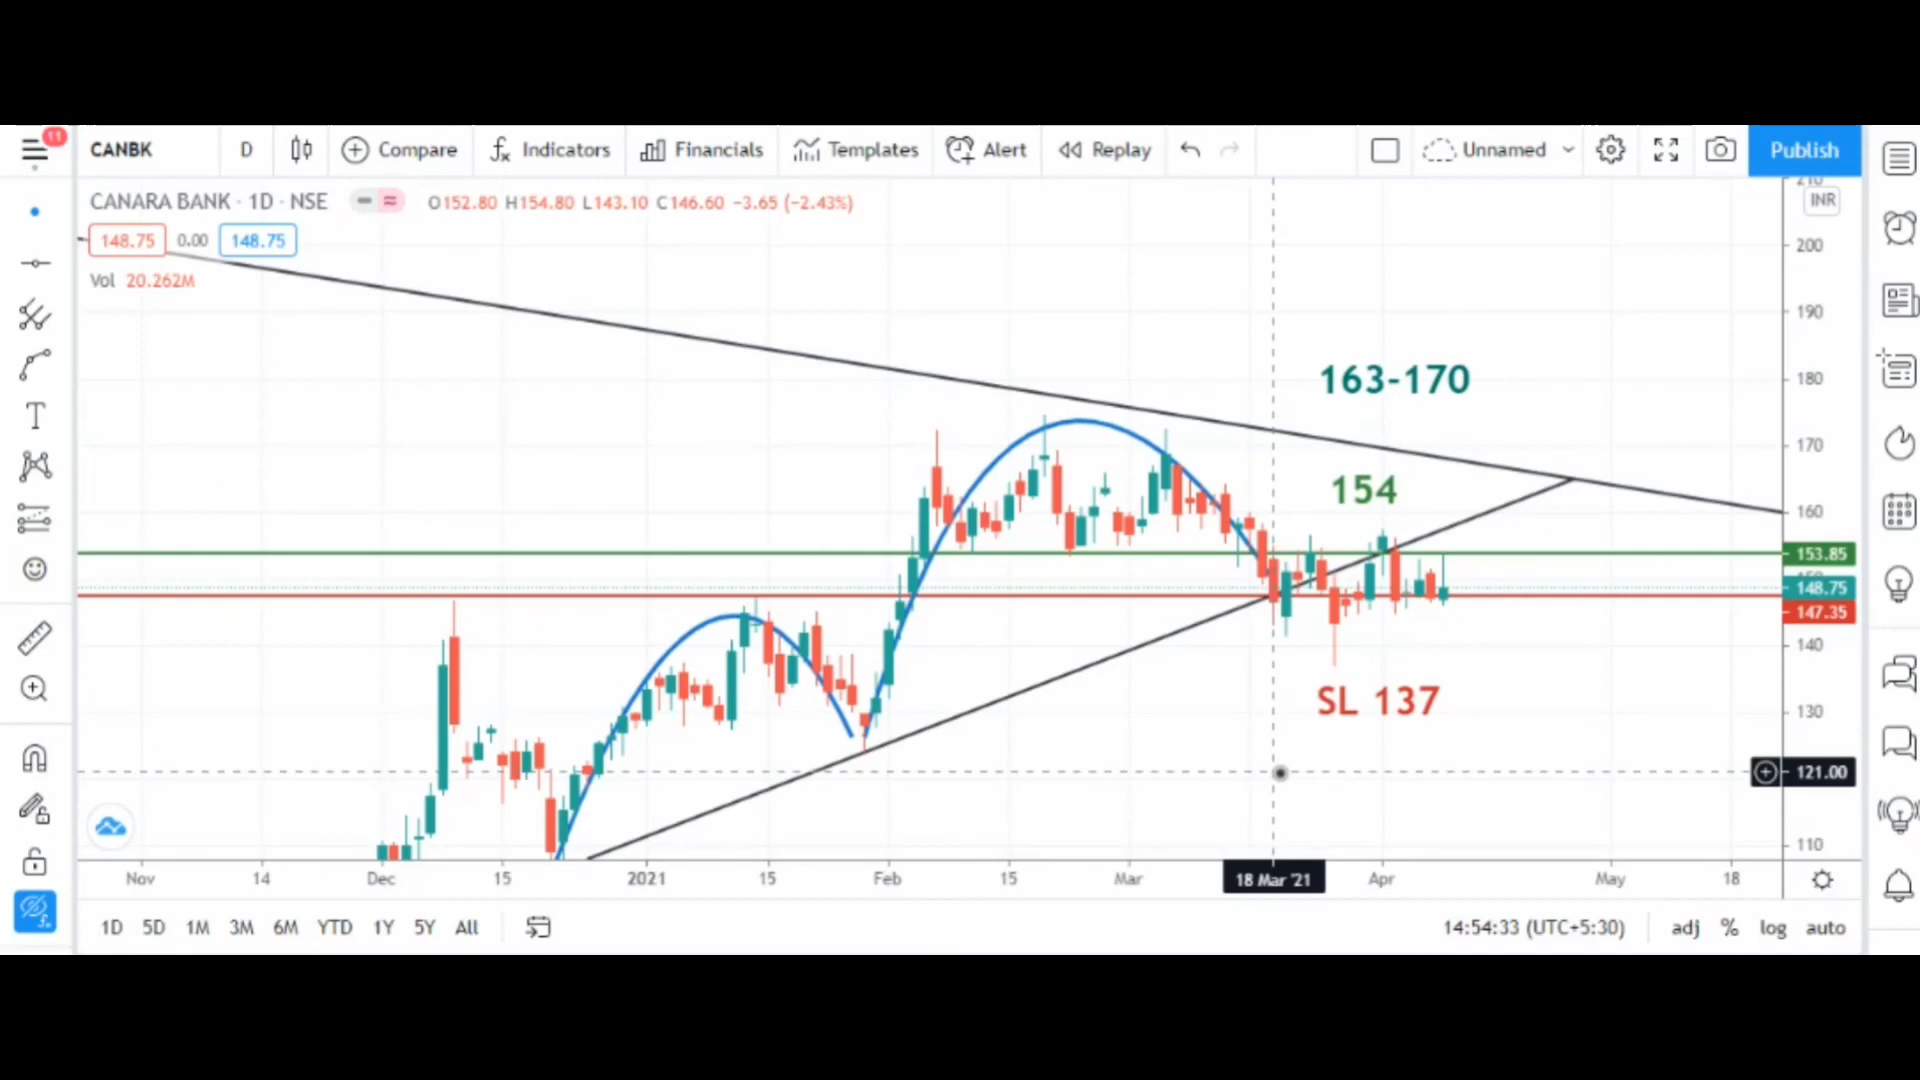 11
CANBK D Compare Indicators Financials Templates Alert Replay Unnamed Publish
CANARA BANK · 1D · NSE O152.80 H154.80 L143.10 C146.60 −3.65 (−2.43%)
INR
148.75 0.00 148.75
Vol 20.262M
200
190
163-170
180
170
154
160
153.85
148.75
147.35
140
SL 137
130
121.00
110
Nov 14 Dec 15 2021 15 Feb 15 Mar 18 Mar '21 Apr May 18
1D 5D 1M 3M 6M YTD 1Y 5Y All 14:54:33 (UTC+5:30) adj % log auto